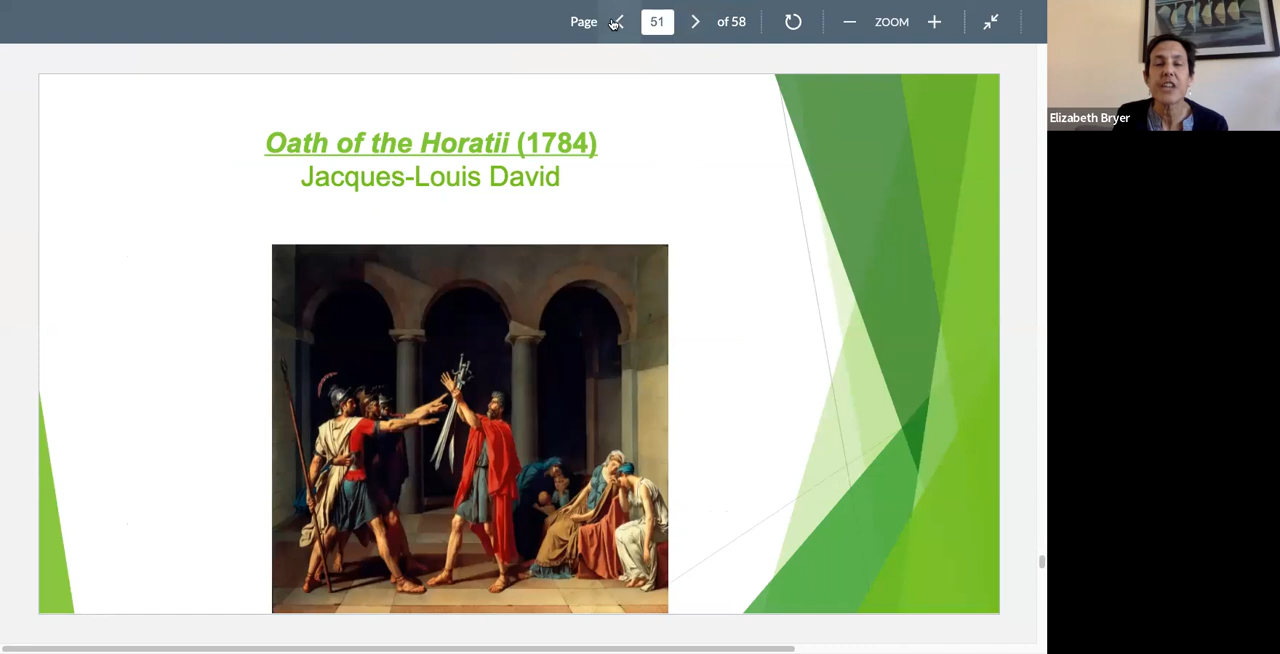 Page 51 of 58 ZOOM
Elizabeth Bryer
Oath of the Horatii (1784)
Jacques-Louis David